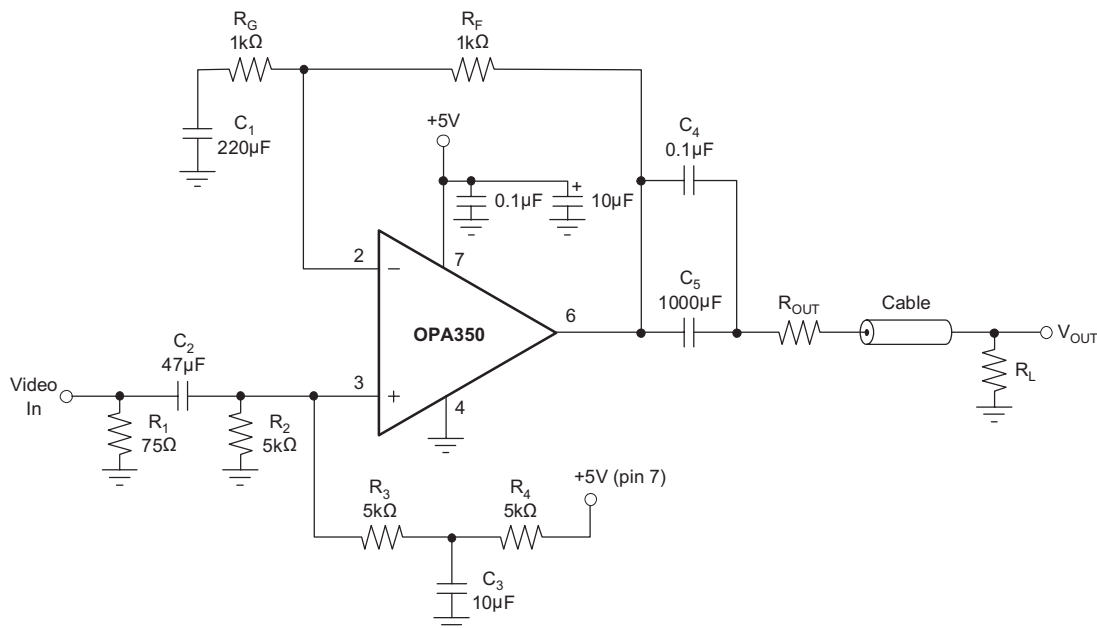 R_G
1kΩ
R_F
1kΩ
C_1
220µF
+5V
0.1µF
+
10µF
C_4
0.1µF
2
−
7
OPA350
6
C_5
1000µF
R_OUT
Cable
V_OUT
R_L
Video
In
C_2
47µF
3
+
4
R_1
75Ω
R_2
5kΩ
R_3
5kΩ
R_4
5kΩ
+5V (pin 7)
C_3
10µF